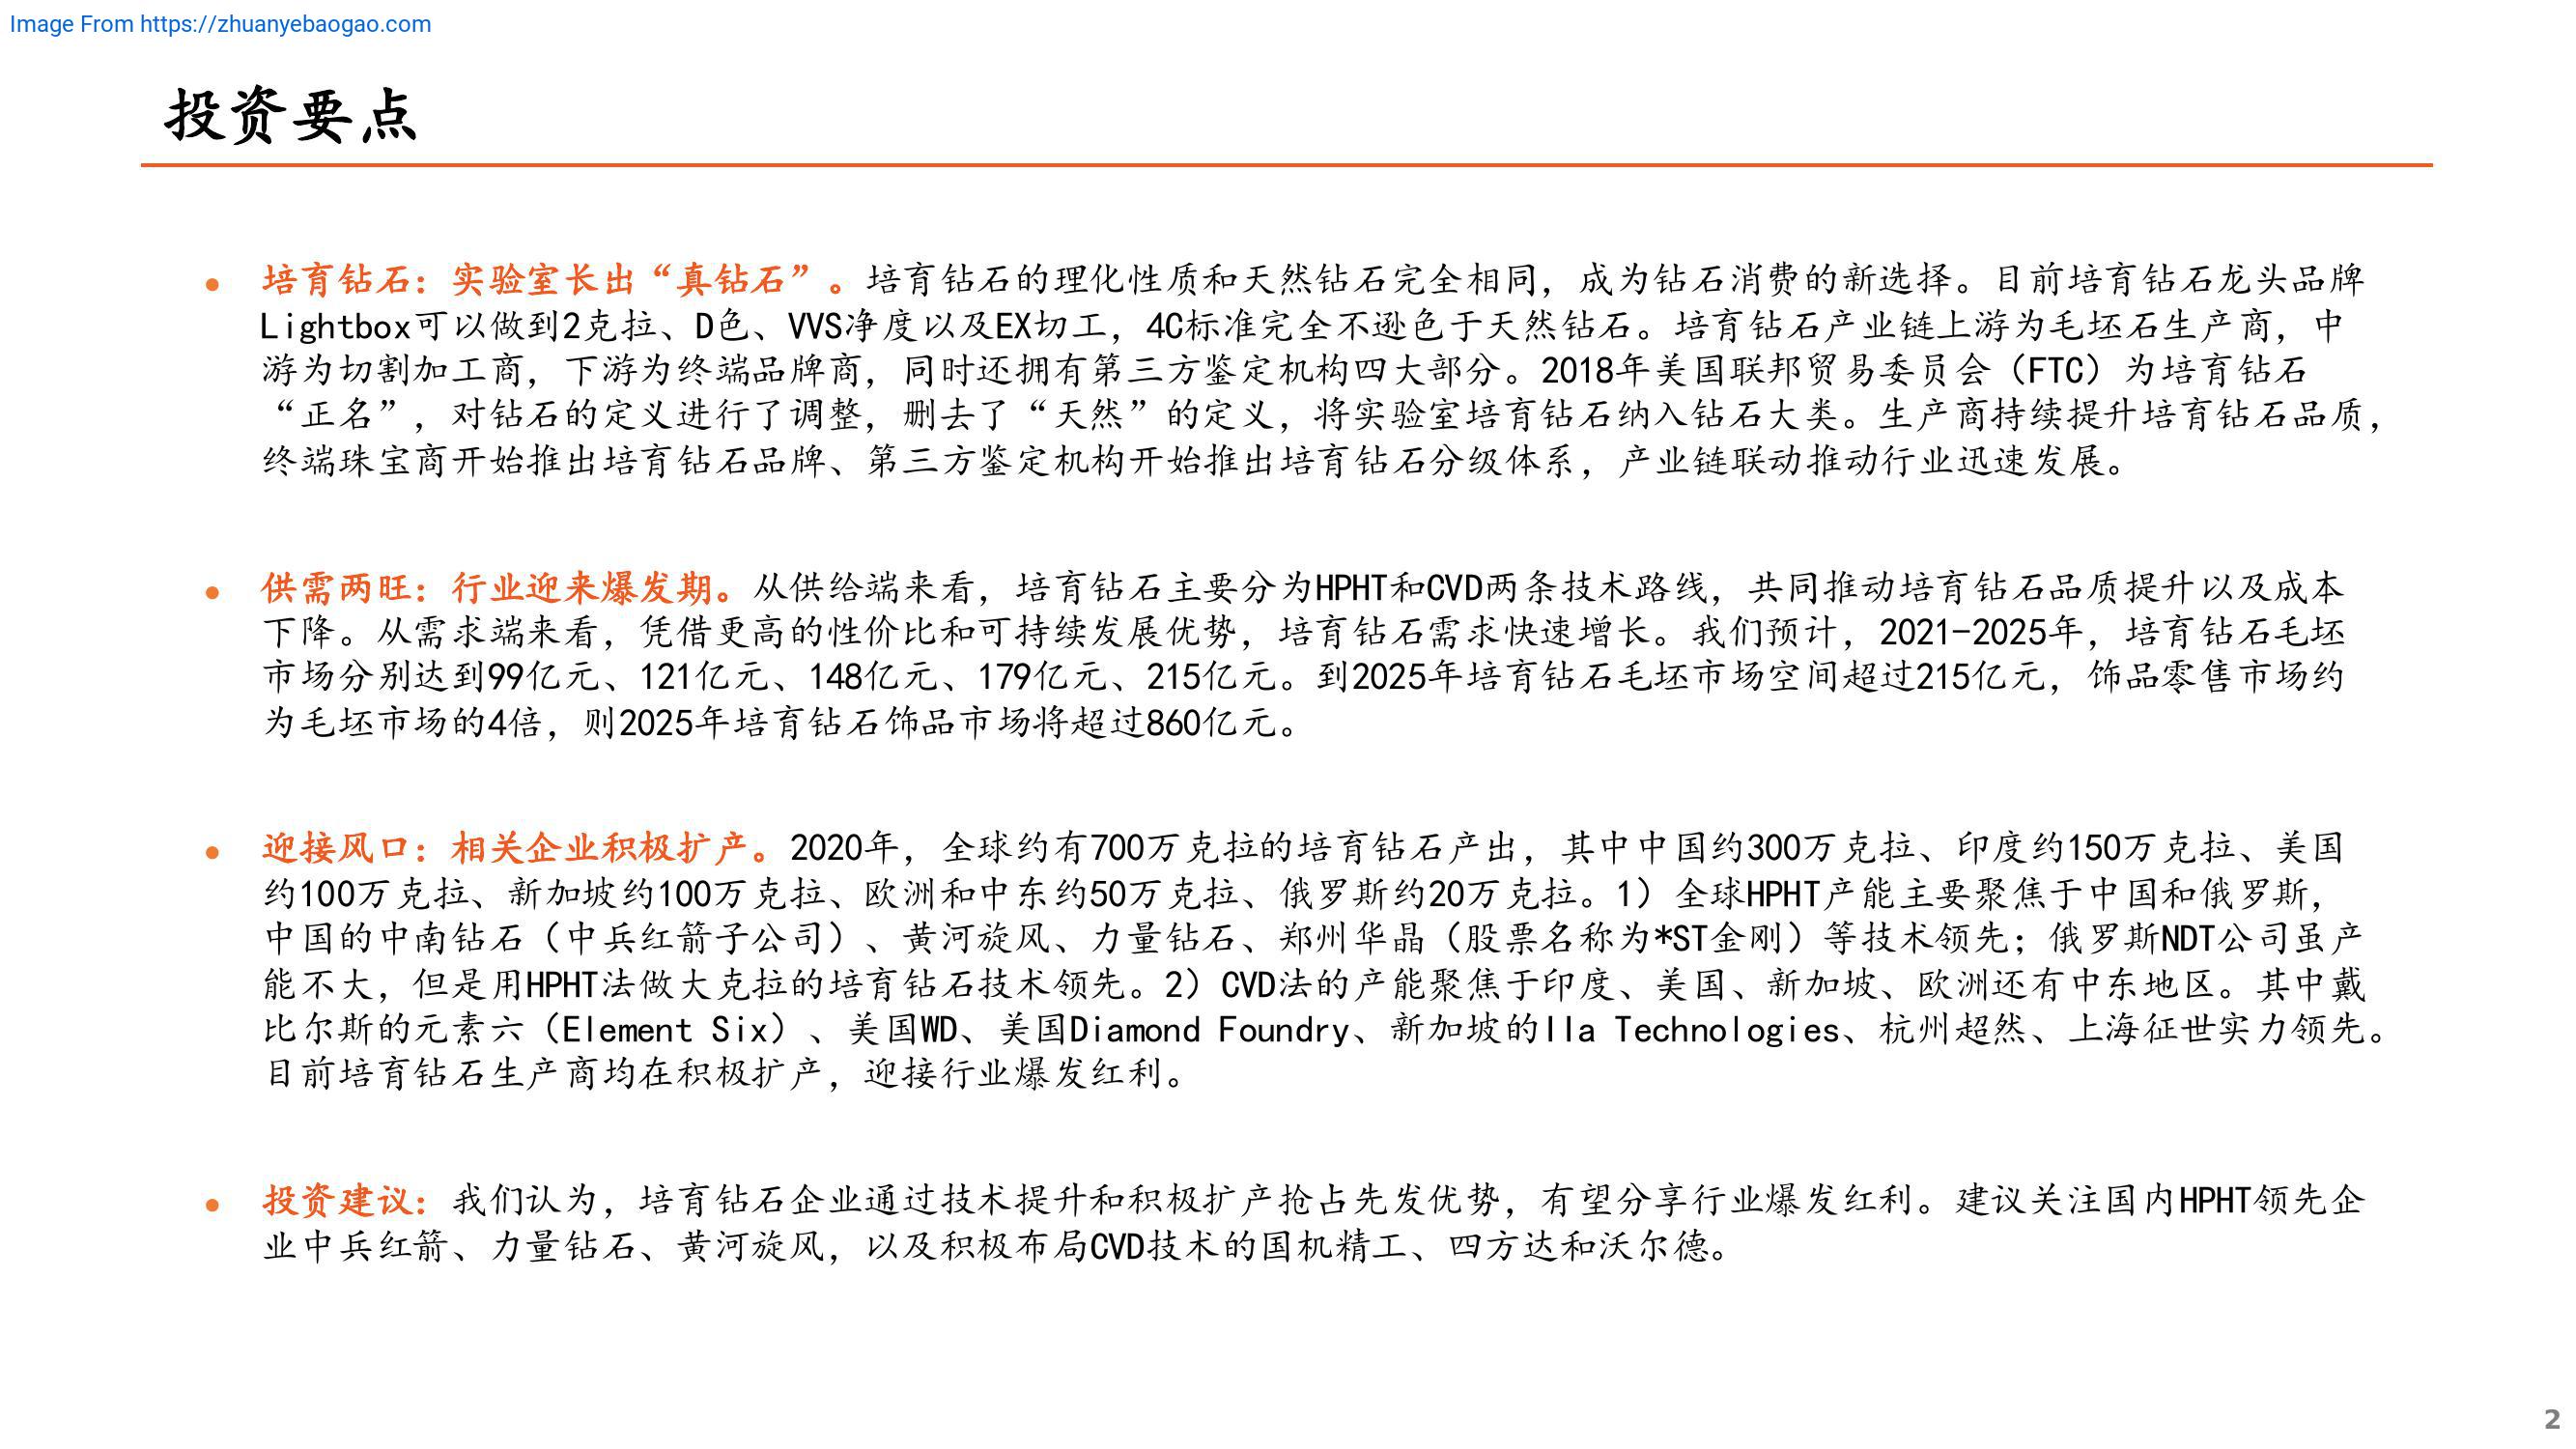 Image From https://zhuanyebaogao.com
投资要点
● 培育钻石：实验室长出“真钻石”。培育钻石的理化性质和天然钻石完全相同，成为钻石消费的新选择。目前培育钻石龙头品牌
Lightbox可以做到2克拉、D色、VVS净度以及EX切工，4C标准完全不逊色于天然钻石。培育钻石产业链上游为毛坯石生产商，中
游为切割加工商，下游为终端品牌商，同时还拥有第三方鉴定机构四大部分。2018年美国联邦贸易委员会（FTC）为培育钻石
“正名”，对钻石的定义进行了调整，删去了“天然”的定义，将实验室培育钻石纳入钻石大类。生产商持续提升培育钻石品质，
终端珠宝商开始推出培育钻石品牌、第三方鉴定机构开始推出培育钻石分级体系，产业链联动推动行业迅速发展。
● 供需两旺：行业迎来爆发期。从供给端来看，培育钻石主要分为HPHT和CVD两条技术路线，共同推动培育钻石品质提升以及成本
下降。从需求端来看，凭借更高的性价比和可持续发展优势，培育钻石需求快速增长。我们预计，2021-2025年，培育钻石毛坯
市场分别达到99亿元、121亿元、148亿元、179亿元、215亿元。到2025年培育钻石毛坯市场空间超过215亿元，饰品零售市场约
为毛坯市场的4倍，则2025年培育钻石饰品市场将超过860亿元。
● 迎接风口：相关企业积极扩产。2020年，全球约有700万克拉的培育钻石产出，其中中国约300万克拉、印度约150万克拉、美国
约100万克拉、新加坡约100万克拉、欧洲和中东约50万克拉、俄罗斯约20万克拉。1）全球HPHT产能主要聚焦于中国和俄罗斯，
中国的中南钻石（中兵红箭子公司）、黄河旋风、力量钻石、郑州华晶（股票名称为*ST金刚）等技术领先；俄罗斯NDT公司虽产
能不大，但是用HPHT法做大克拉的培育钻石技术领先。2）CVD法的产能聚焦于印度、美国、新加坡、欧洲还有中东地区。其中戴
比尔斯的元素六（Element Six）、美国WD、美国Diamond Foundry、新加坡的IIa Technologies、杭州超然、上海征世实力领先。
目前培育钻石生产商均在积极扩产，迎接行业爆发红利。
● 投资建议：我们认为，培育钻石企业通过技术提升和积极扩产抢占先发优势，有望分享行业爆发红利。建议关注国内HPHT领先企
业中兵红箭、力量钻石、黄河旋风，以及积极布局CVD技术的国机精工、四方达和沃尔德。
2